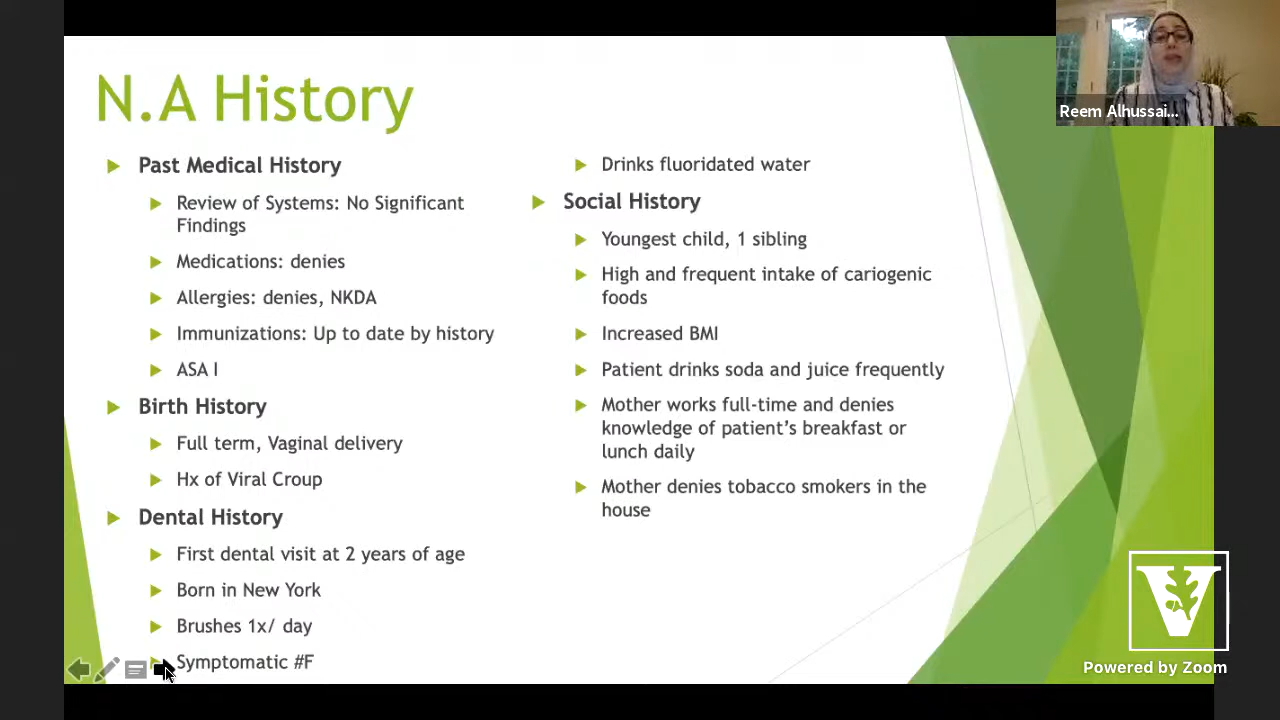 N.A History
Past Medical History
Review of Systems: No Significant
Findings
Medications: denies
Allergies: denies, NKDA
Immunizations: Up to date by history
ASA I
Birth History
Full term, Vaginal delivery
Hx of Viral Croup
Dental History
First dental visit at 2 years of age
Born in New York
Brushes 1x/ day
Symptomatic #F
Drinks fluoridated water
Social History
Youngest child, 1 sibling
High and frequent intake of cariogenic
foods
Increased BMI
Patient drinks soda and juice frequently
Mother works full-time and denies
knowledge of patient’s breakfast or
lunch daily
Mother denies tobacco smokers in the
house
Reem Alhussai...
V
Powered by Zoom